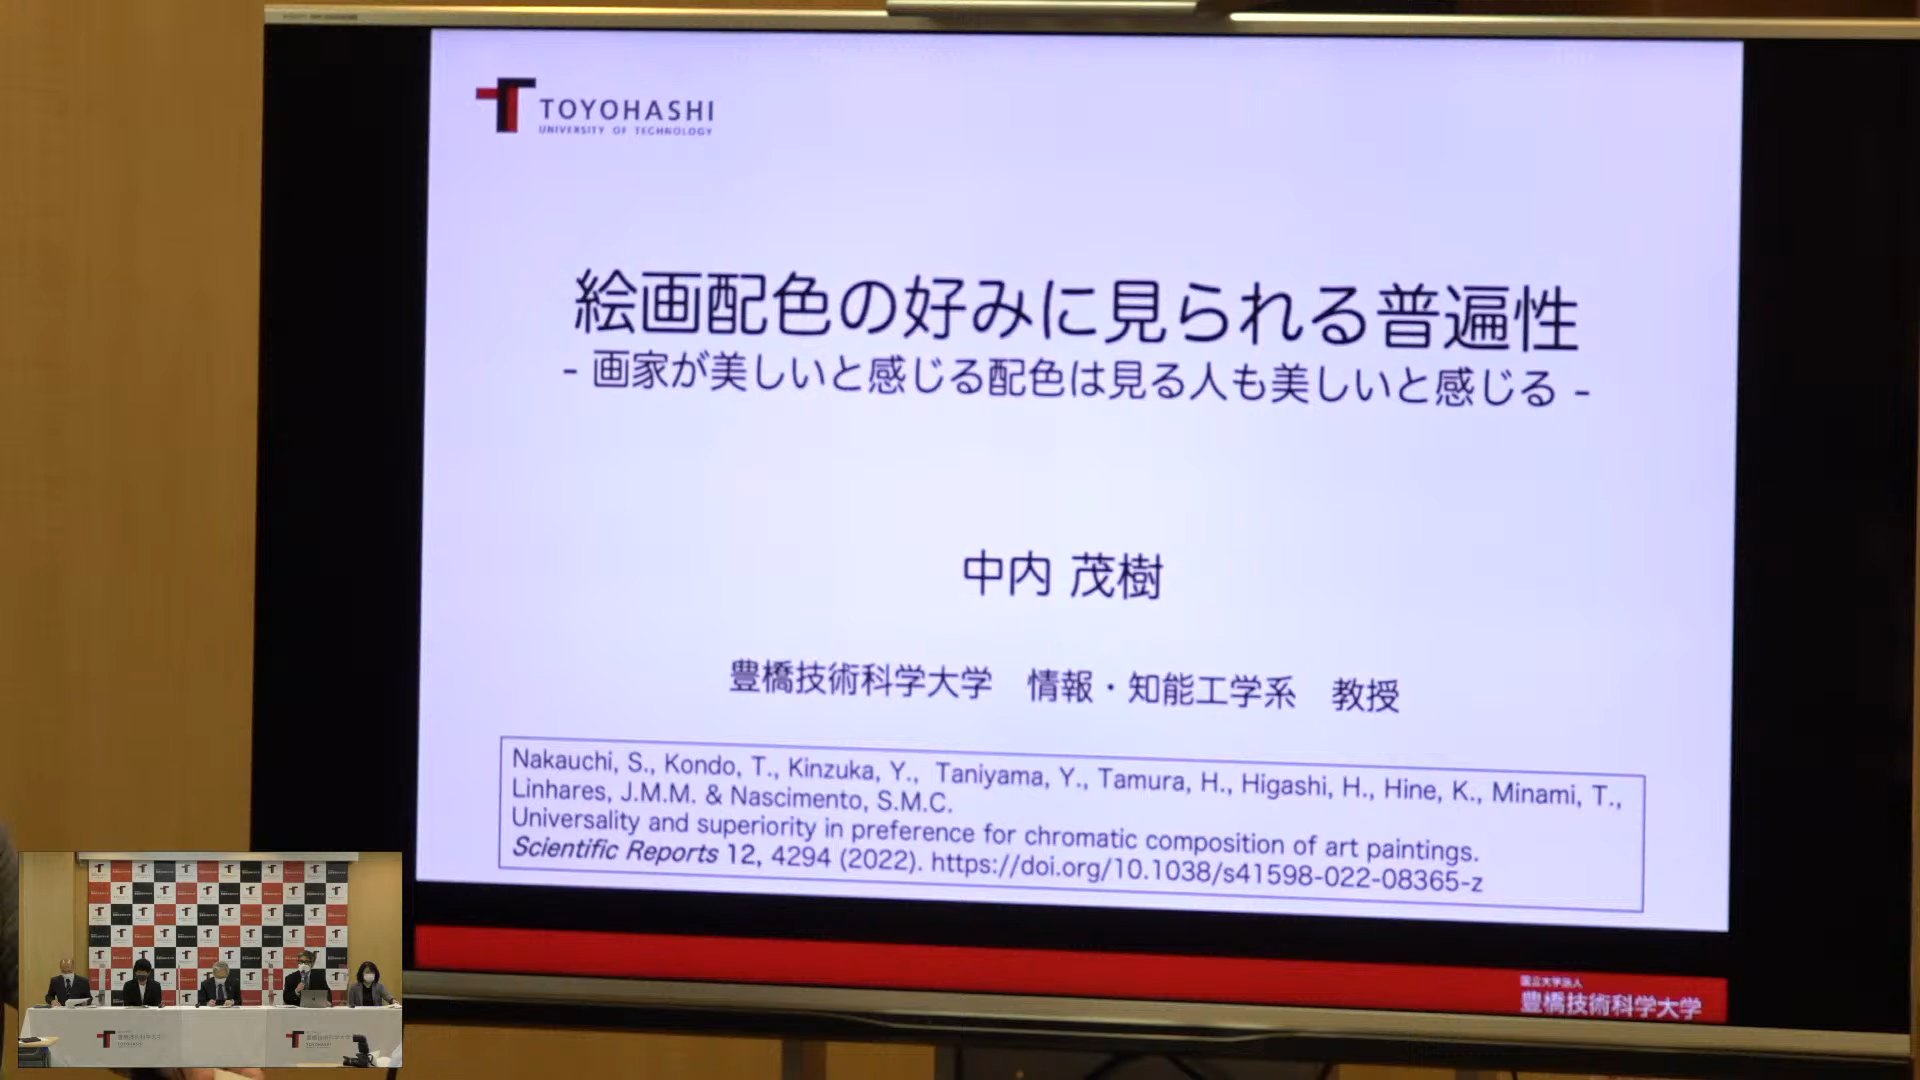 TOYOHASHI
UNIVERSITY OF TECHNOLOGY
絵画配色の好みに見られる普遍性
- 画家が美しいと感じる配色は見る人も美しいと感じる -
中内 茂樹
豊橋技術科学大学 情報・知能工学系 教授
Nakauchi, S., Kondo, T., Kinzuka, Y., Taniyama, Y., Tamura, H., Higashi, H., Hine, K., Minami, T.,
Linhares, J.M.M. & Nascimento, S.M.C.
Universality and superiority in preference for chromatic composition of art paintings.
Scientific Reports 12, 4294 (2022). https://doi.org/10.1038/s41598-022-08365-z
国立大学法人
豊橋技術科学大学